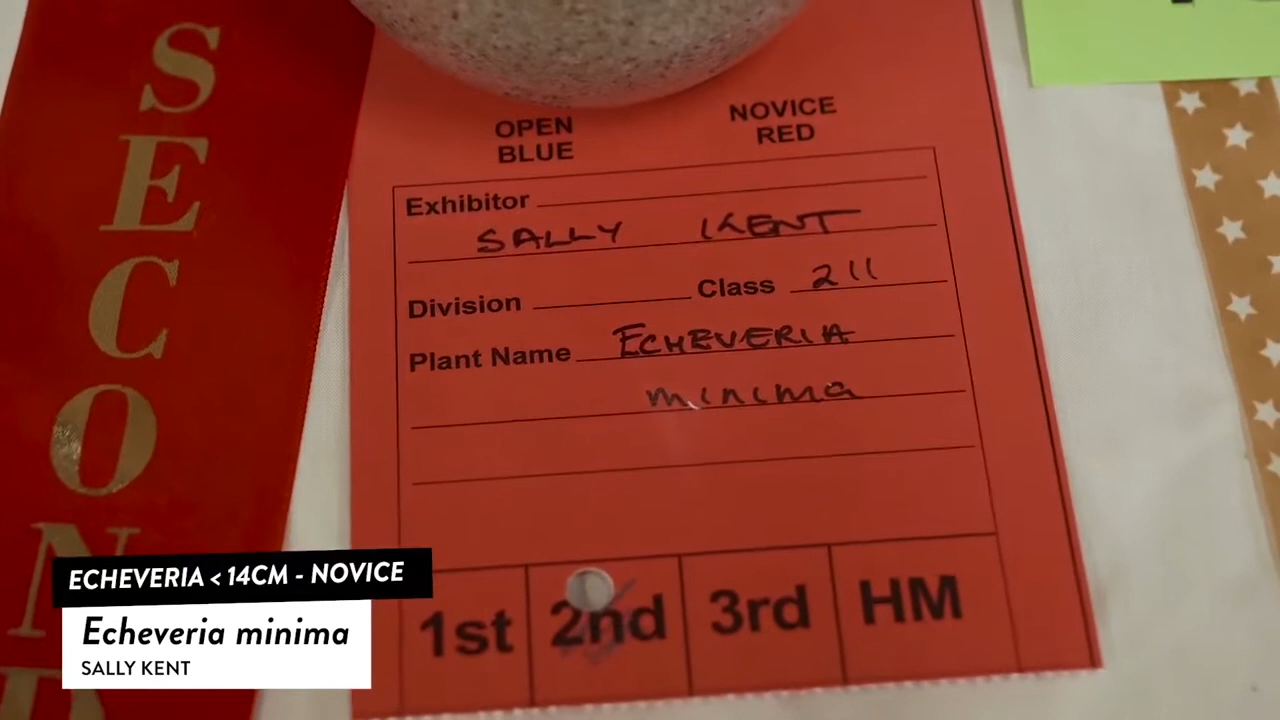 SECOND
OPEN
BLUE
NOVICE
RED
Exhibitor
SALLY KENT
Division Class 211
Plant Name ECHEVERIA
minima
1st 2nd 3rd HM
ECHEVERIA < 14CM - NOVICE
Echeveria minima
SALLY KENT